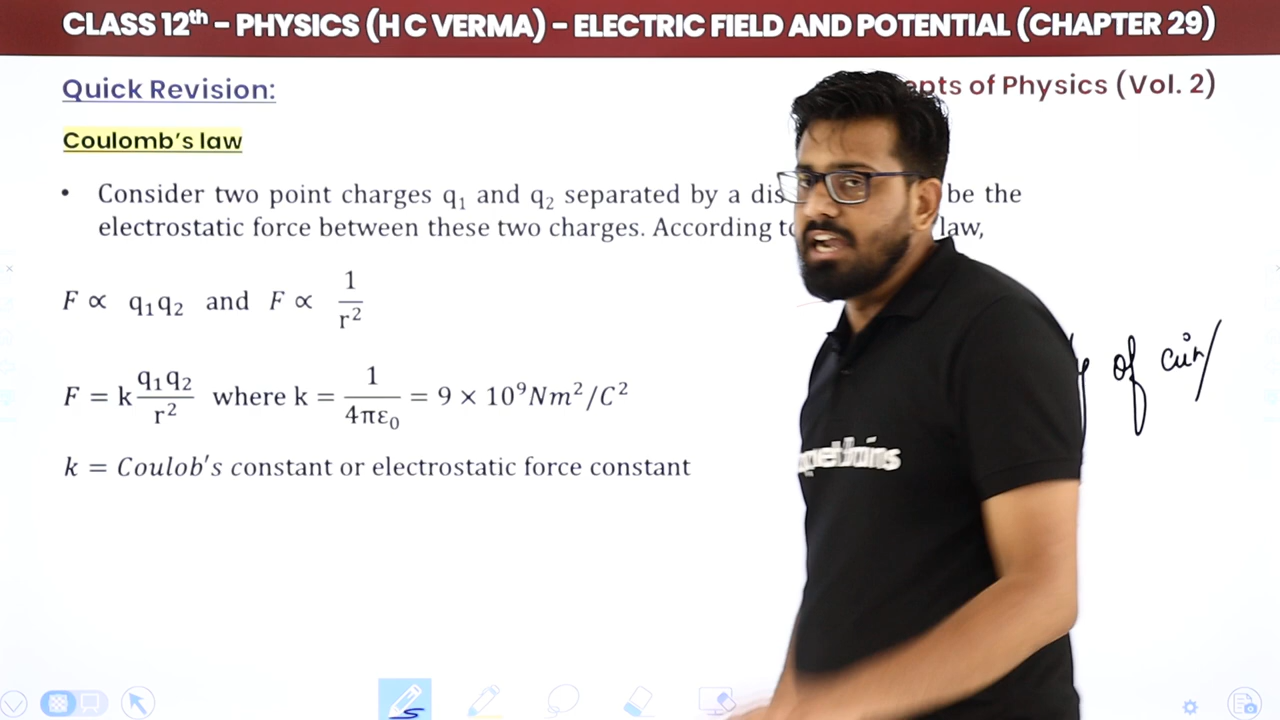 CLASS 12th – PHYSICS (H C VERMA) – ELECTRIC FIELD AND POTENTIAL (CHAPTER 29)
Quick Revision:
epts of Physics (Vol. 2)
Coulomb's law
• Consider two point charges q₁ and q₂ separated by a dis be the
electrostatic force between these two charges. According to law,
F ∝ q₁q₂ and F ∝ 1/r²
of air/
F = k q₁q₂/r² where k = 1/4πε₀ = 9 × 10⁹Nm²/C²
k = Coulob's constant or electrostatic force constant